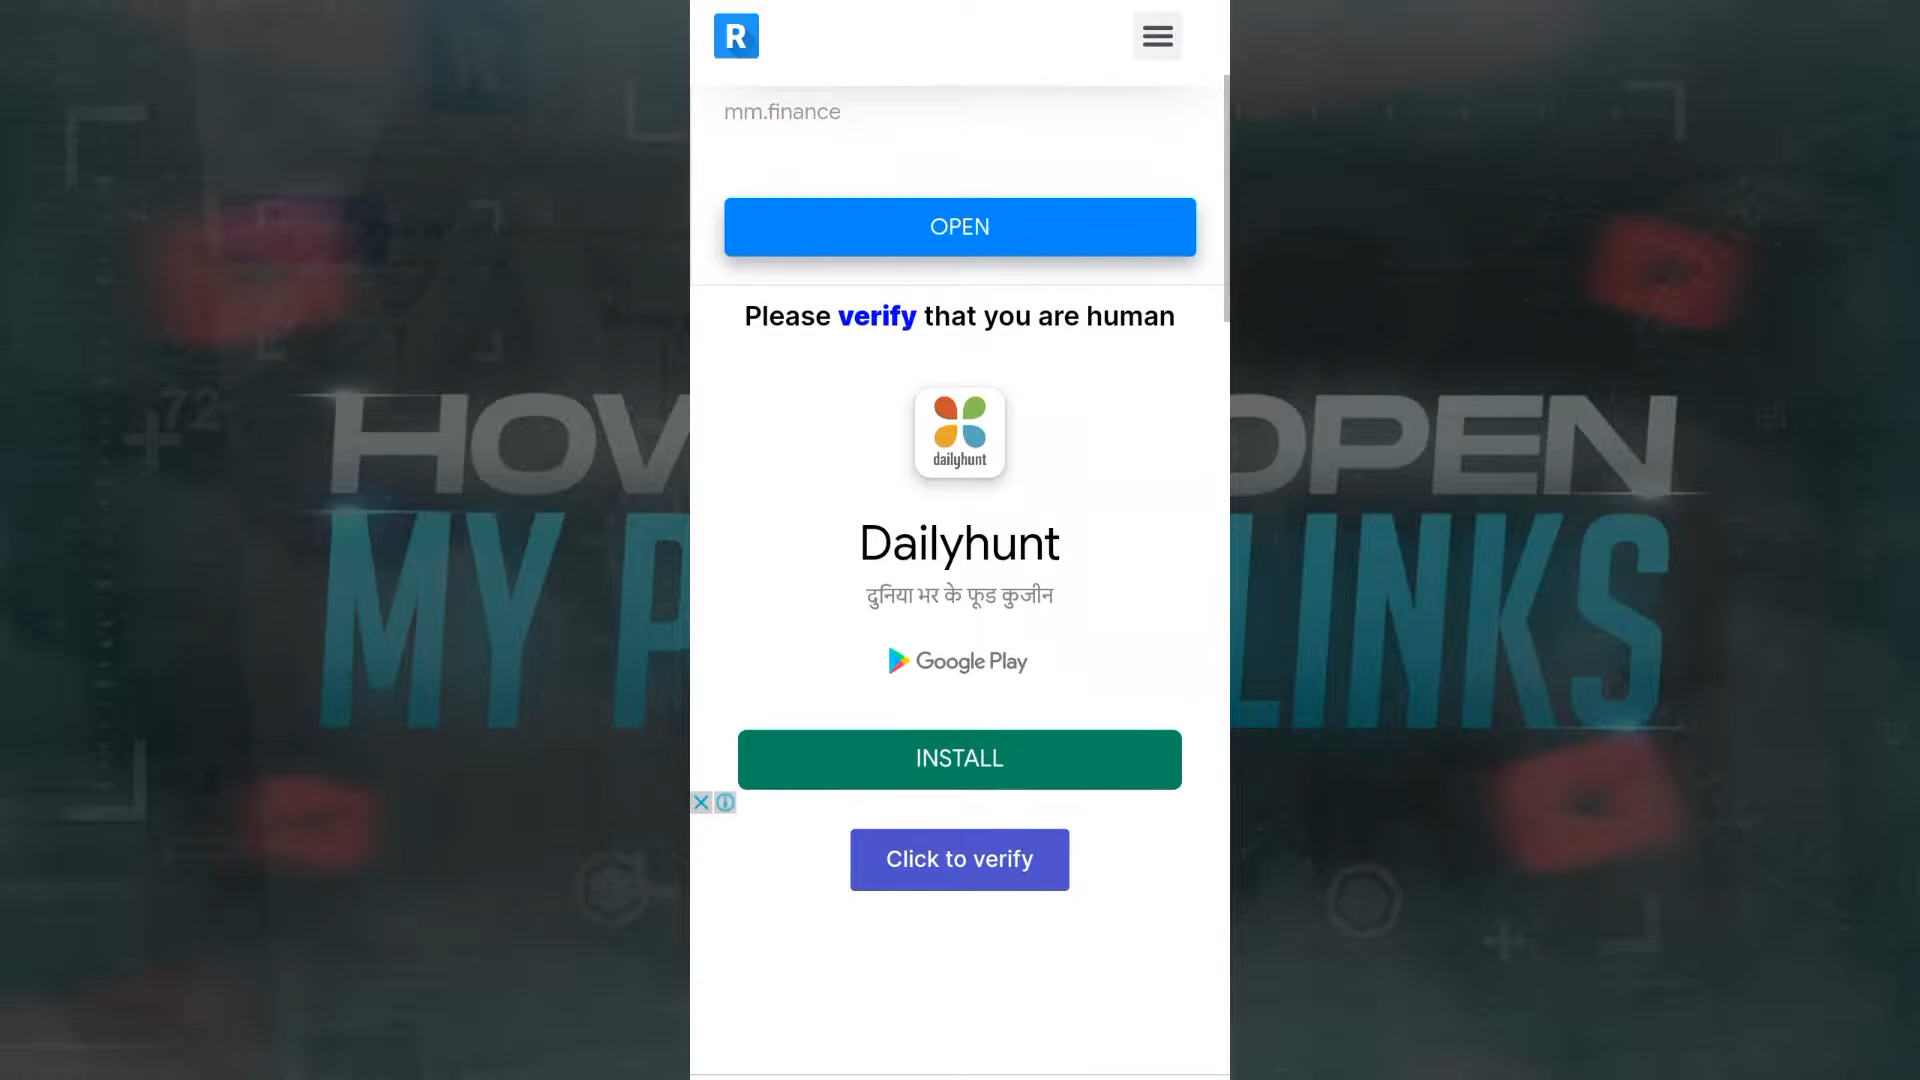 R
mm.finance
OPEN
Please verify that you are human
dailyhunt
Dailyhunt
दुनिया भर के फूड कुजीन
Google Play
INSTALL
Click to verify
72
OPEN
MY
LINKS